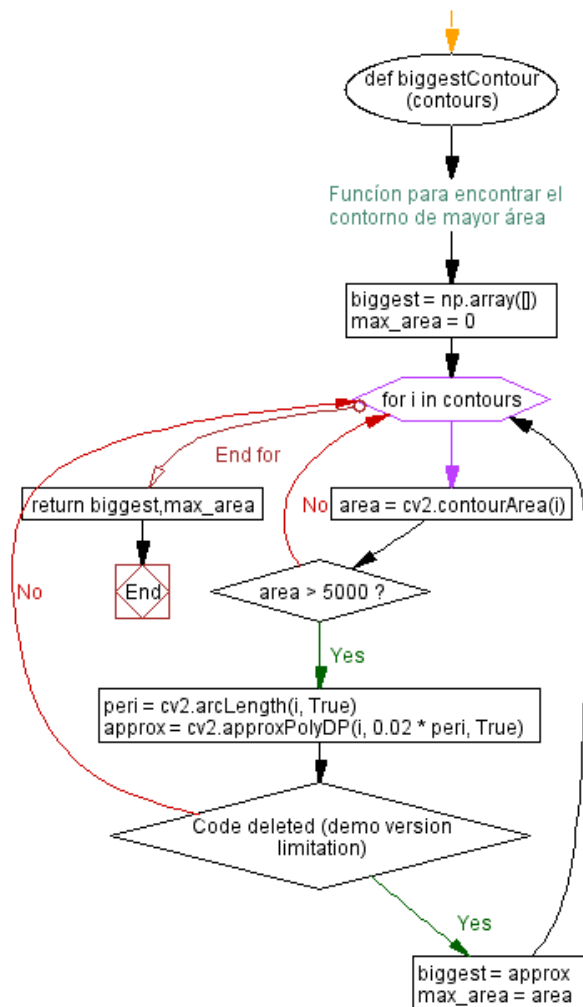 def biggestContour
(contours)
Funcíon para encontrar el
contorno de mayor área
biggest = np.array([])
max_area = 0
for i in contours
End for
return biggest,max_area
No
area = cv2.contourArea(i)
End
area > 5000 ?
No
Yes
peri = cv2.arcLength(i, True)
approx = cv2.approxPolyDP(i, 0.02 * peri, True)
Code deleted (demo version
limitation)
Yes
biggest = approx
max_area = area